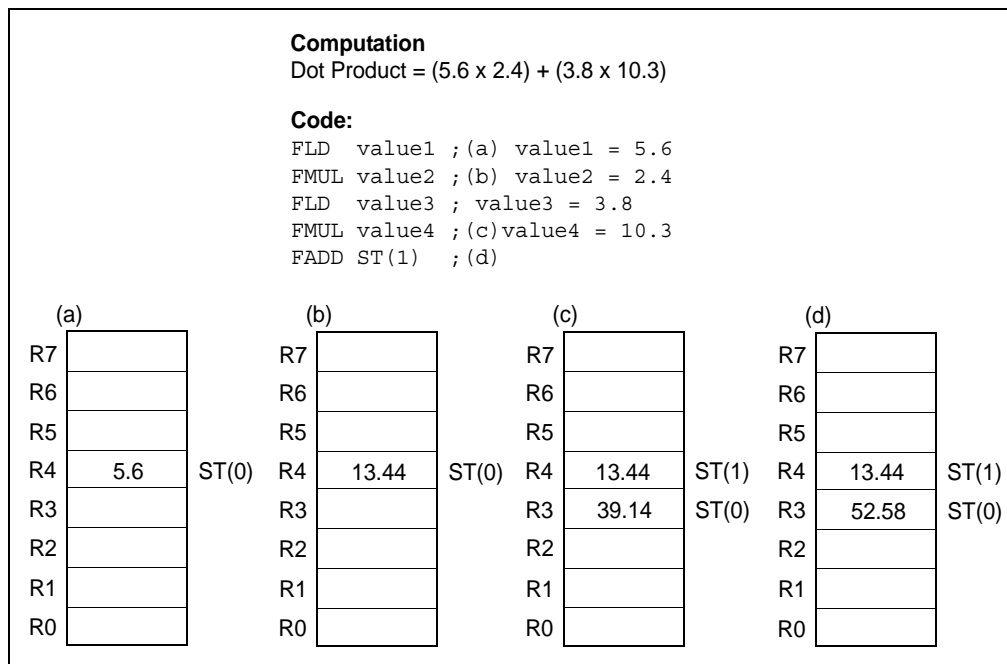 Computation
Dot Product = (5.6 x 2.4) + (3.8 x 10.3)
Code:
FLD  value1 ;(a) value1 = 5.6
FMUL value2 ;(b) value2 = 2.4
FLD  value3 ; value3 = 3.8
FMUL value4 ;(c)value4 = 10.3
FADD ST(1)  ;(d)
(a)
R7
R6
R5
R4 5.6 ST(0)
R3
R2
R1
R0
(b)
R7
R6
R5
R4 13.44 ST(0)
R3
R2
R1
R0
(c)
R7
R6
R5
R4 13.44 ST(1)
R3 39.14 ST(0)
R2
R1
R0
(d)
R7
R6
R5
R4 13.44 ST(1)
R3 52.58 ST(0)
R2
R1
R0